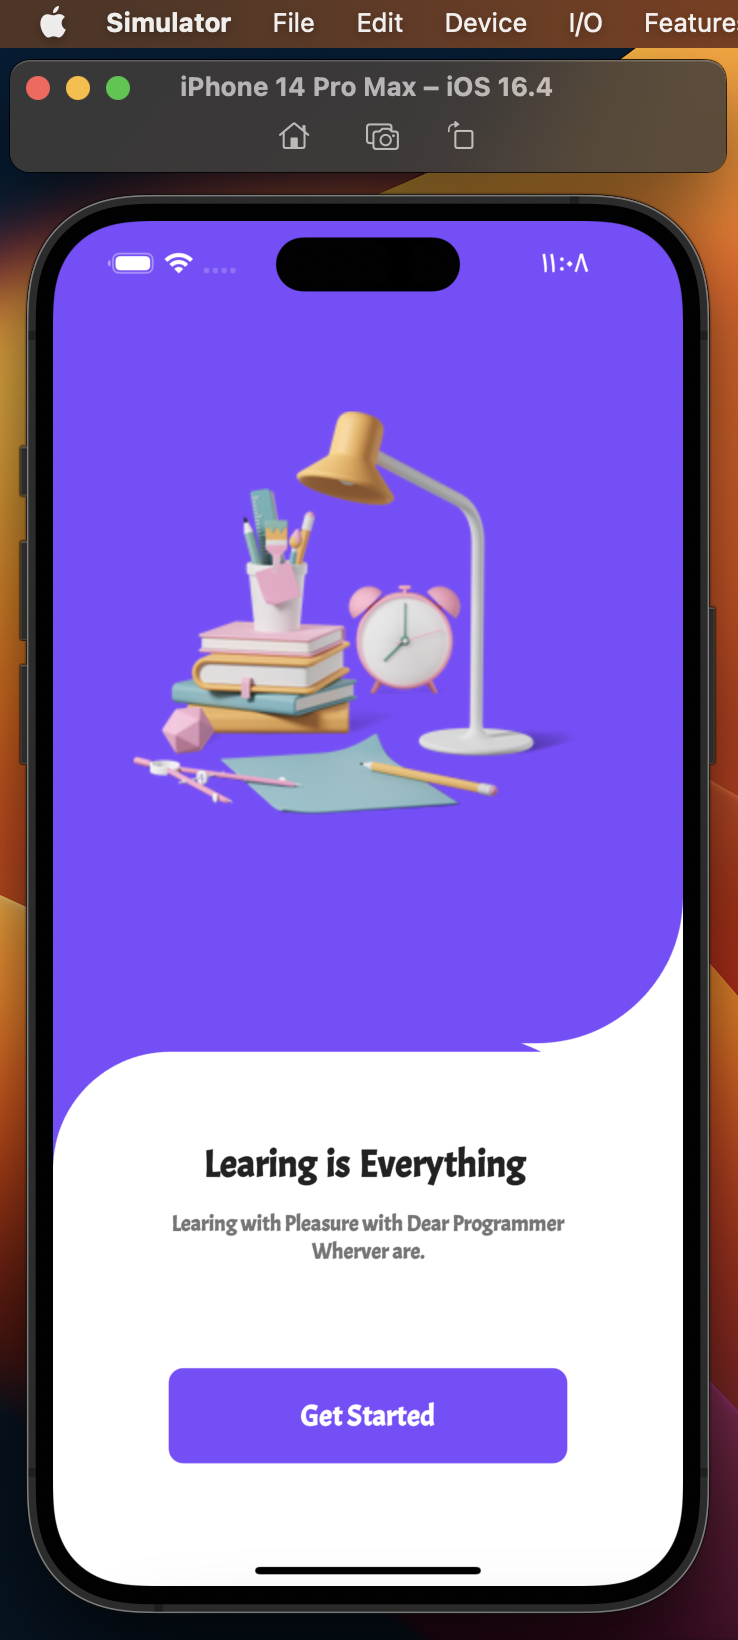 Simulator File Edit Device I/O Features
iPhone 14 Pro Max – iOS 16.4
١١:٠٨
Learing is Everything
Learing with Pleasure with Dear Programmer
Wherver are.
Get Started